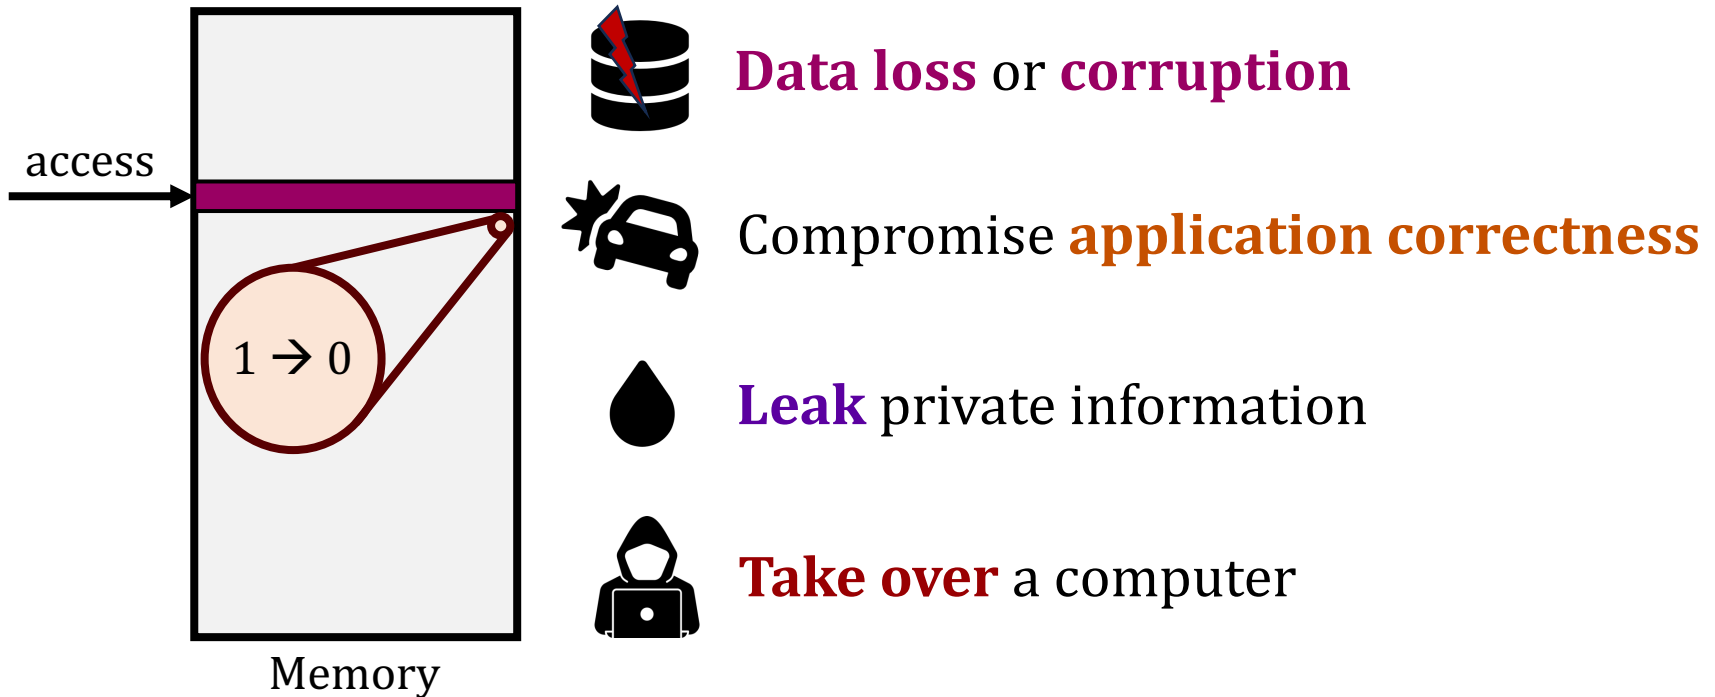 access
1 → 0
Memory
Data loss or corruption
Compromise application correctness
Leak private information
Take over a computer